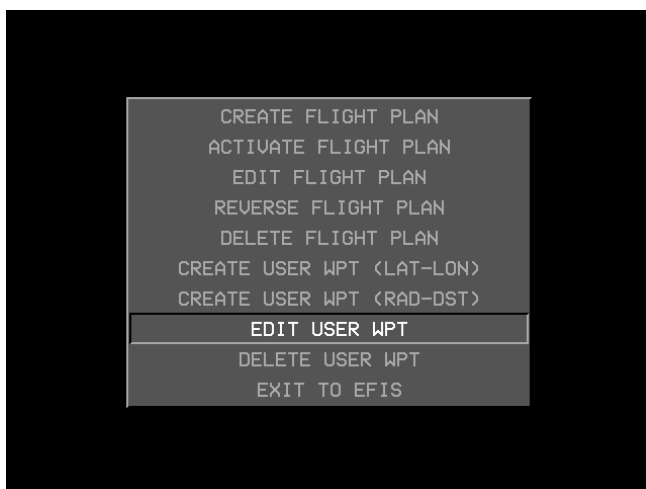 CREATE FLIGHT PLAN
ACTIVATE FLIGHT PLAN
EDIT FLIGHT PLAN
REVERSE FLIGHT PLAN
DELETE FLIGHT PLAN
CREATE USER WPT (LAT-LON)
CREATE USER WPT (RAD-DST)
EDIT USER WPT
DELETE USER WPT
EXIT TO EFIS